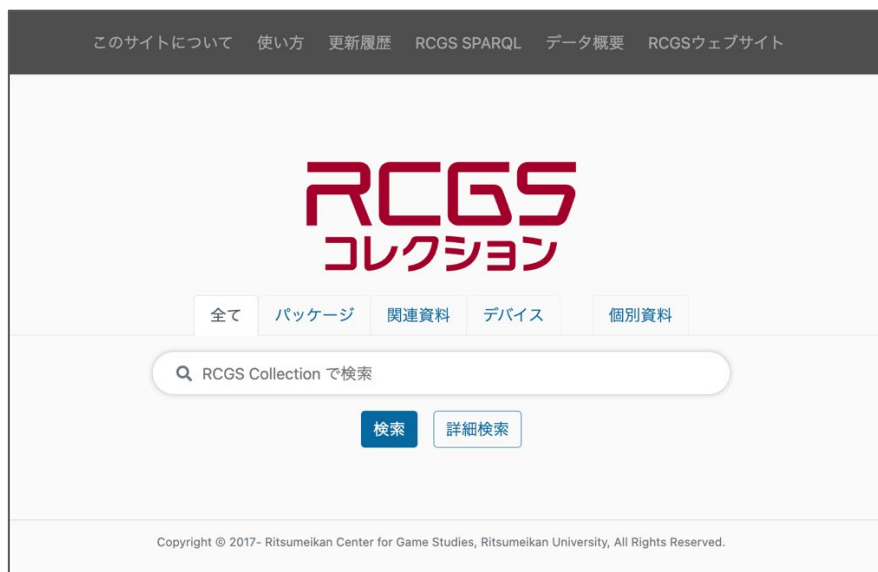 このサイトについて 使い方 更新履歴 RCGS SPARQL データ概要 RCGSウェブサイト
RCGS
コレクション
全て パッケージ 関連資料 デバイス 個別資料
RCGS Collection で検索
検索 詳細検索
Copyright © 2017- Ritsumeikan Center for Game Studies, Ritsumeikan University, All Rights Reserved.